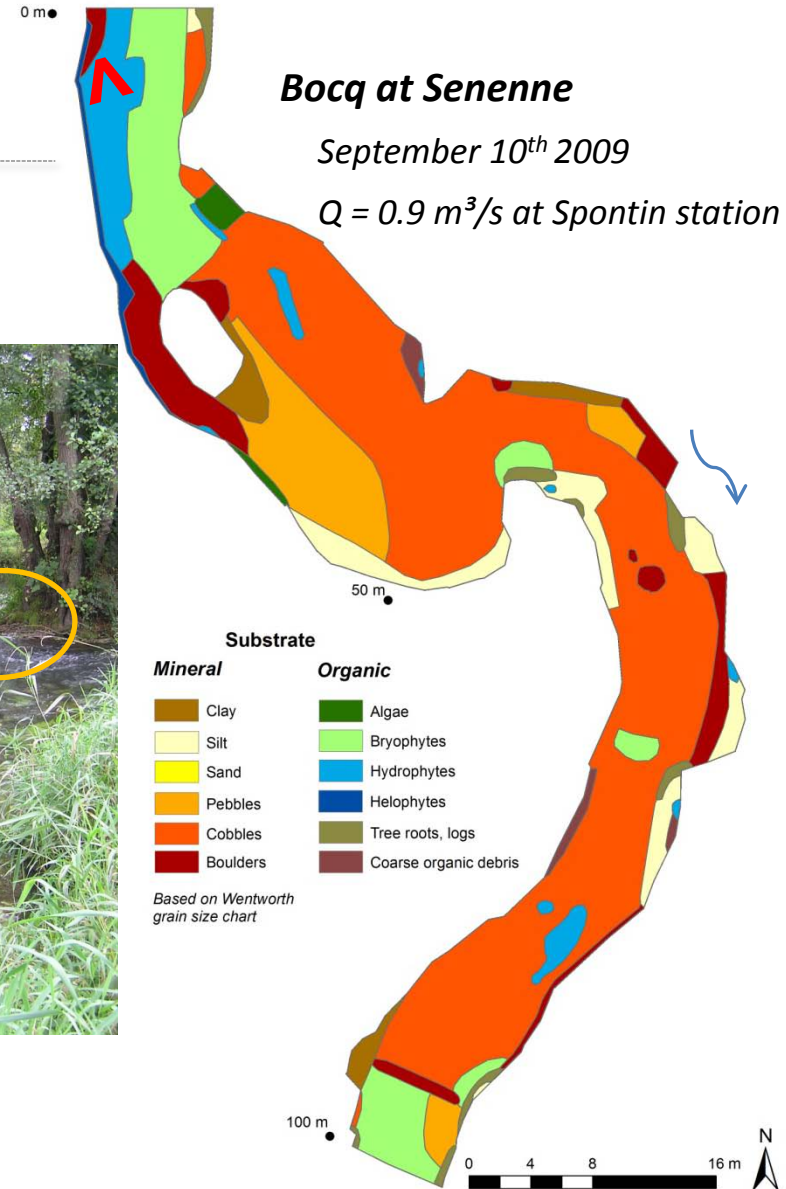 0 m
Bocq at Senenne
September 10th 2009
Q = 0.9 m³/s at Spontin station
50 m
Substrate
Mineral
Organic
Clay
Silt
Sand
Pebbles
Cobbles
Boulders
Algae
Bryophytes
Hydrophytes
Helophytes
Tree roots, logs
Coarse organic debris
Based on Wentworth
grain size chart
100 m
0 4 8 16 m
N